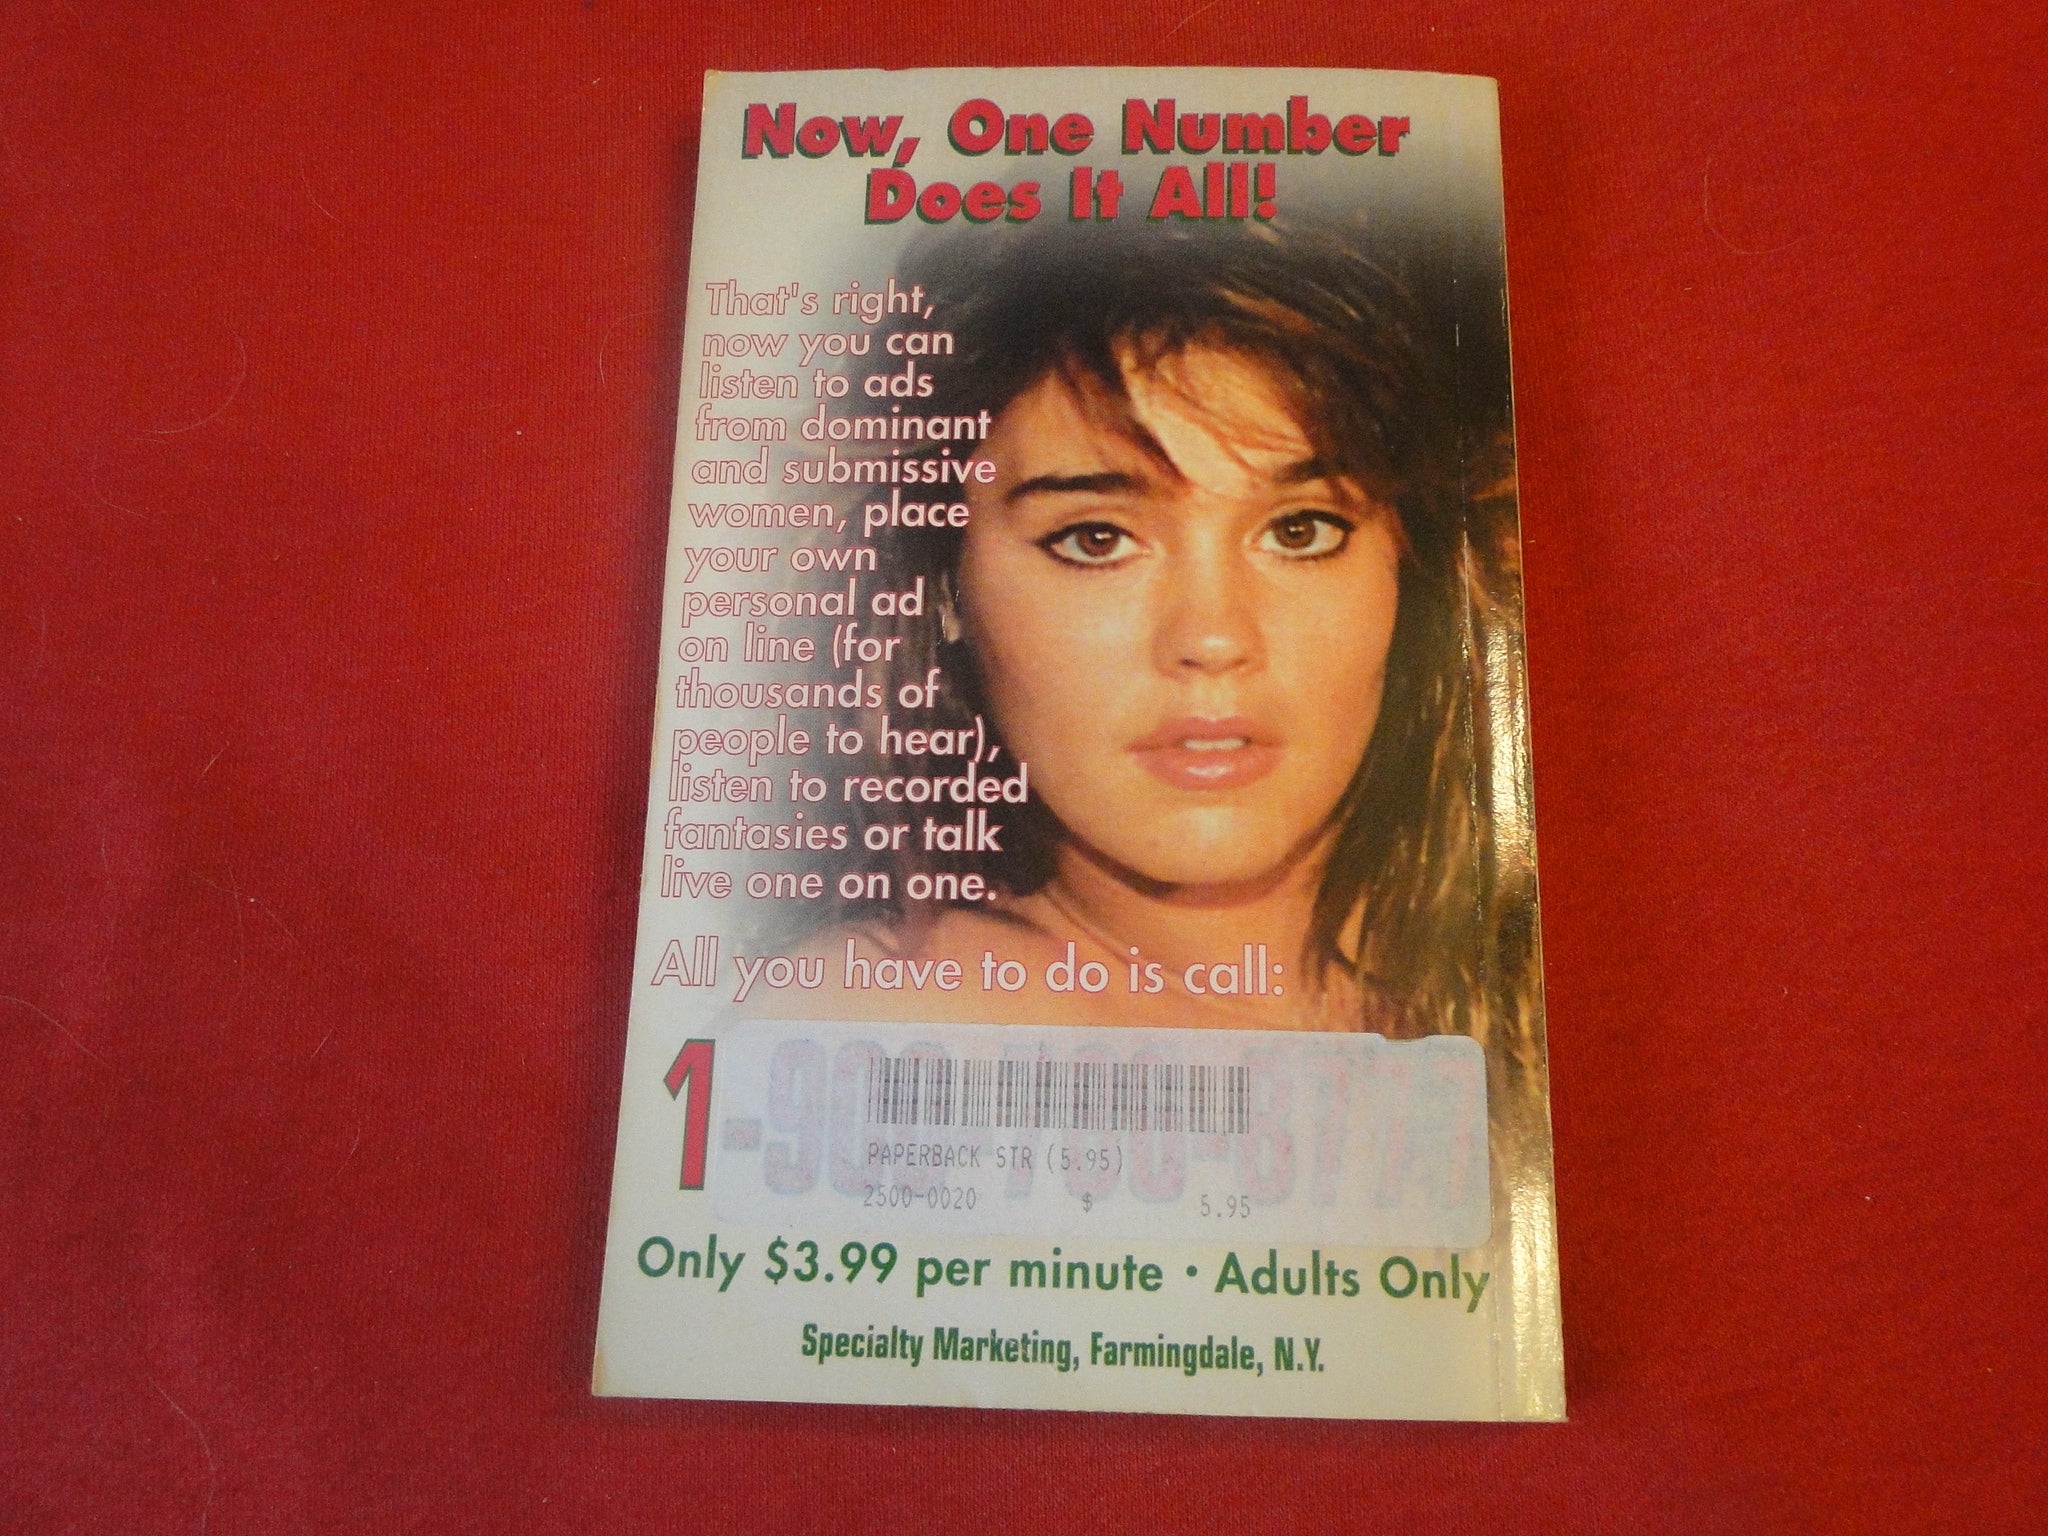 Now, One Number
Does It All!
That's right,
now you can
listen to ads
from dominant
and submissive
women, place
your own
personal ad
on line (for
thousands of
people to hear),
listen to recorded
fantasies or talk
live one on one.
All you have to do is call:
1
PAPERBACK STR (5.95)
2500-0020 $ 5.95
Only $3.99 per minute • Adults Only
Specialty Marketing, Farmingdale, N.Y.